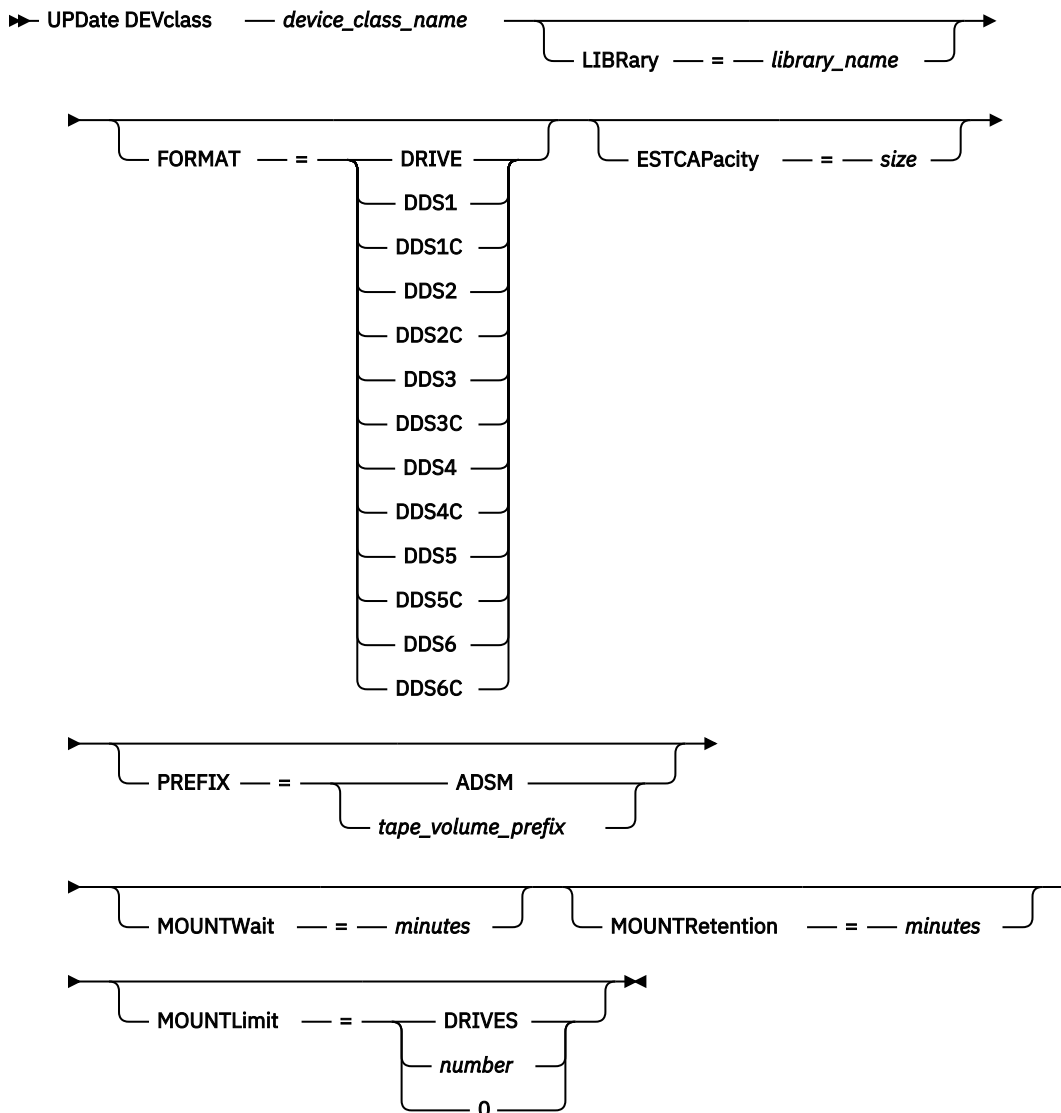 UPDate DEVclass device_class_name
LIBRary = library_name
FORMAT = DRIVE
DDS1
DDS1C
DDS2
DDS2C
DDS3
DDS3C
DDS4
DDS4C
DDS5
DDS5C
DDS6
DDS6C
ESTCAPacity = size
PREFIX = ADSM
tape_volume_prefix
MOUNTWait = minutes
MOUNTRetention = minutes
MOUNTLimit = DRIVES
number
0